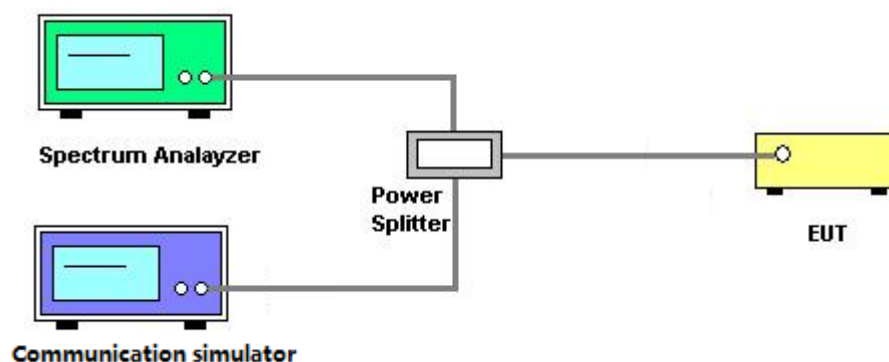 Spectrum Analayzer
Power
Splitter
EUT
Communication simulator